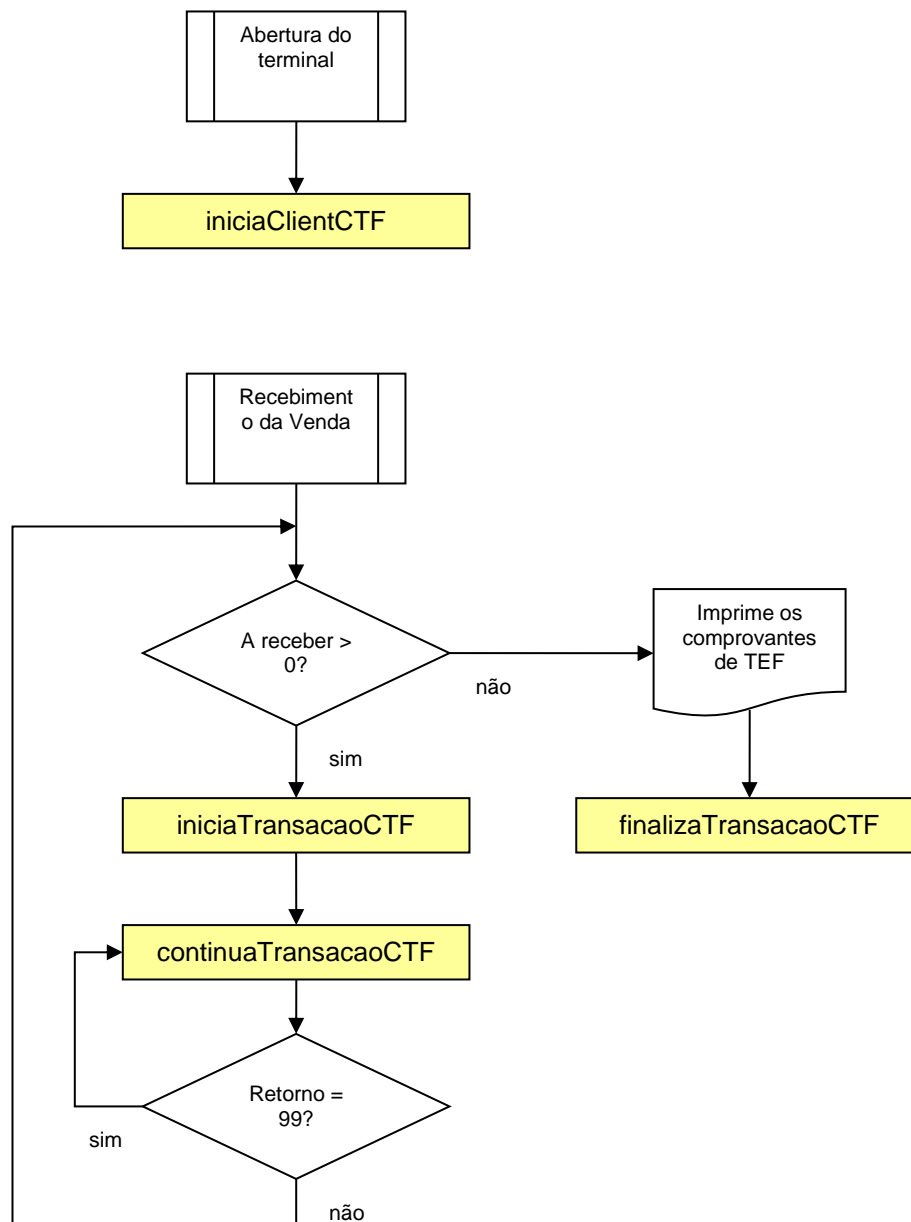 Abertura do
terminal
iniciaClientCTF
Recebiment
o da Venda
A receber >
0?
não
Imprime os
comprovantes
de TEF
sim
iniciaTransacaoCTF
finalizaTransacaoCTF
continuaTransacaoCTF
Retorno =
99?
sim
não